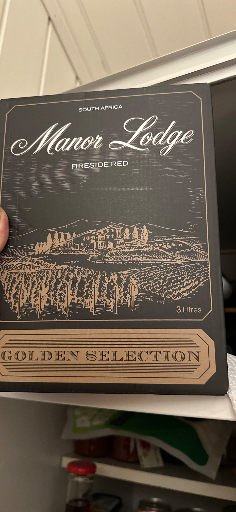 SOUTH AFRICA
Manor Lodge
FIRESIDE RED
3 Litres
GOLDEN SELECTION